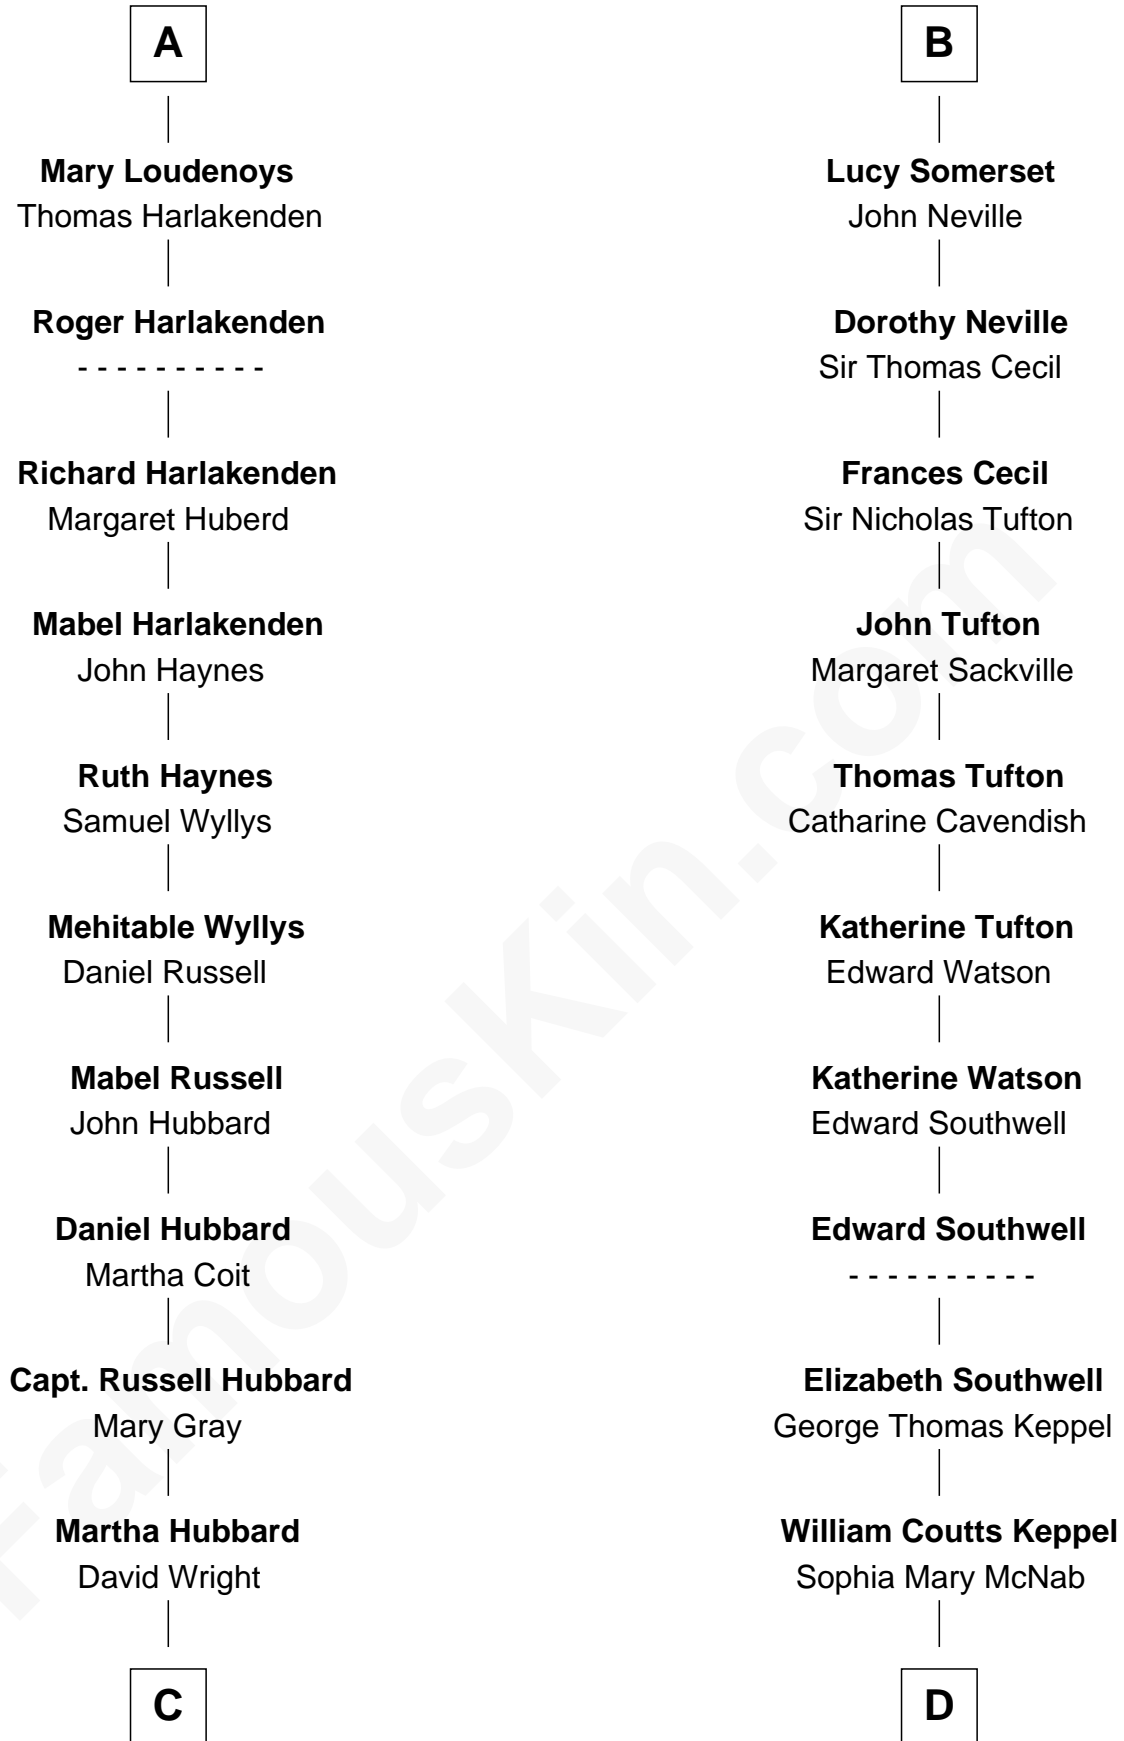 A
Mary Loudenoys
Thomas Harlakenden
Roger Harlakenden
- - - - - - - - - -
Richard Harlakenden
Margaret Huberd
Mabel Harlakenden
John Haynes
Ruth Haynes
Samuel Wyllys
Mehitable Wyllys
Daniel Russell
Mabel Russell
John Hubbard
Daniel Hubbard
Martha Coit
Capt. Russell Hubbard
Mary Gray
Martha Hubbard
David Wright
C
B
Lucy Somerset
John Neville
Dorothy Neville
Sir Thomas Cecil
Frances Cecil
Sir Nicholas Tufton
John Tufton
Margaret Sackville
Thomas Tufton
Catharine Cavendish
Katherine Tufton
Edward Watson
Katherine Watson
Edward Southwell
Edward Southwell
- - - - - - - - - -
Elizabeth Southwell
George Thomas Keppel
William Coutts Keppel
Sophia Mary McNab
D
FamousKin.com